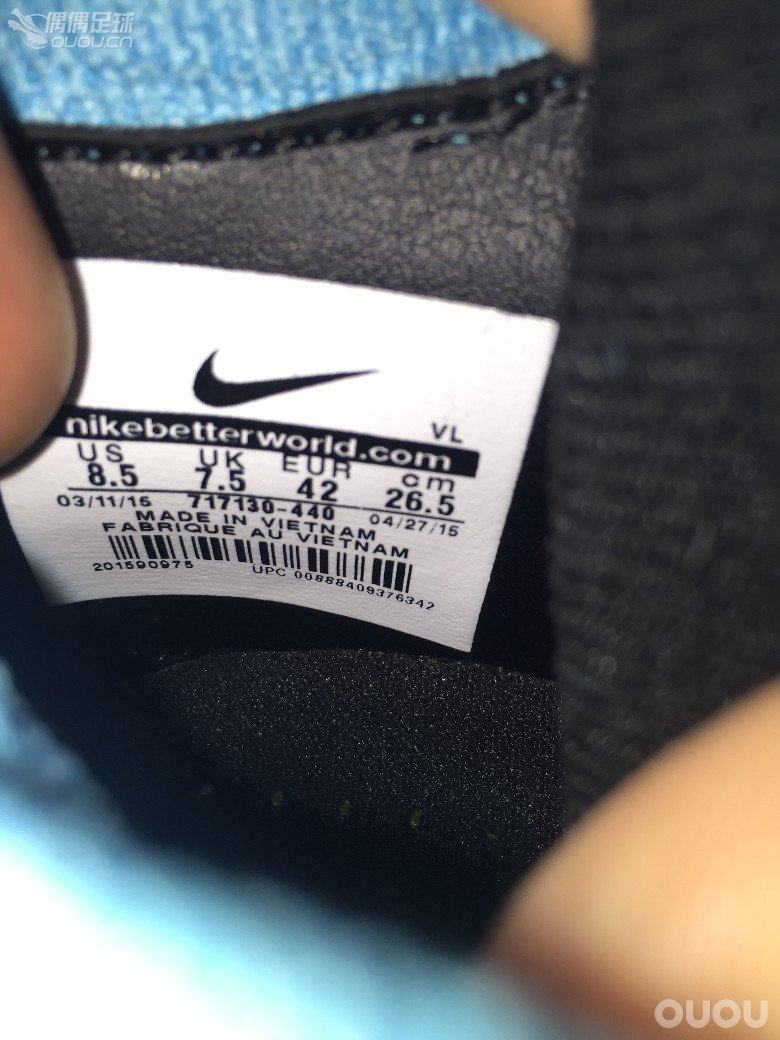 偶偶足球
OUOU.CN
nikebetterworld.com
VL
US UK EUR cm
8.5 7.5 42 26.5
03/11/15 717130-440 04/27/15
MADE IN VIETNAM
FABRIQUE AU VIETNAM
201590975 UPC 00888409376342
OUOU